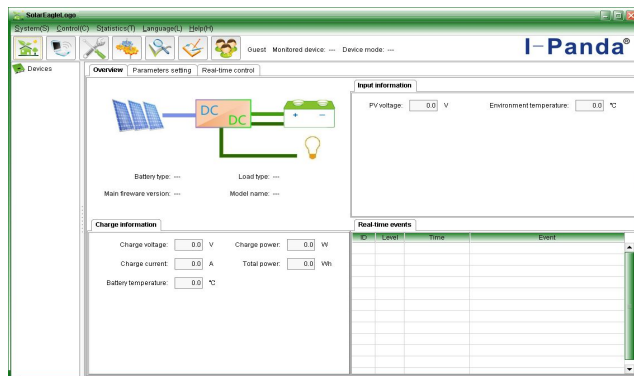 SolarEagleLogo
System(S) Control(C) Statistics(T) Language(L) Help(H)
Guest Monitored device: --- Device mode: ---
I-Panda®
Devices
Overview Parameters setting Real-time control
DC
DC
+ -
Battery type: --- Load type: ---
Main fireware version: --- Model name: ---
Input information
PV voltage: 0.0 V Environment temperature: 0.0 °C
Charge information
Charge voltage: 0.0 V Charge power: 0.0 W
Charge current: 0.0 A Total power: 0.0 Wh
Battery temperature: 0.0 °C
Real-time events
ID Level Time Event